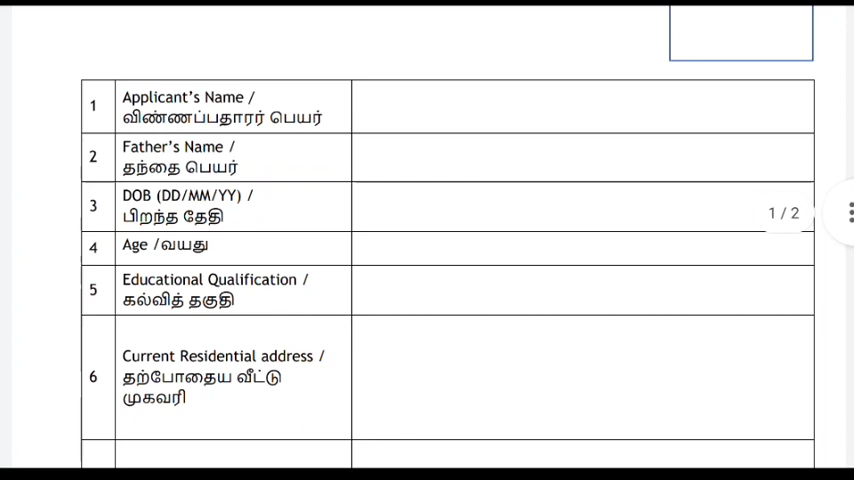 1
Applicant's Name /
விண்ணப்பதாரர் பெயர்
2
Father's Name /
தந்தை பெயர்
3
DOB (DD/MM/YY) /
பிறந்த தேதி
1 / 2
4
Age /வயது
5
Educational Qualification /
கல்வித் தகுதி
6
Current Residential address /
தற்போதைய வீட்டு
முகவரி